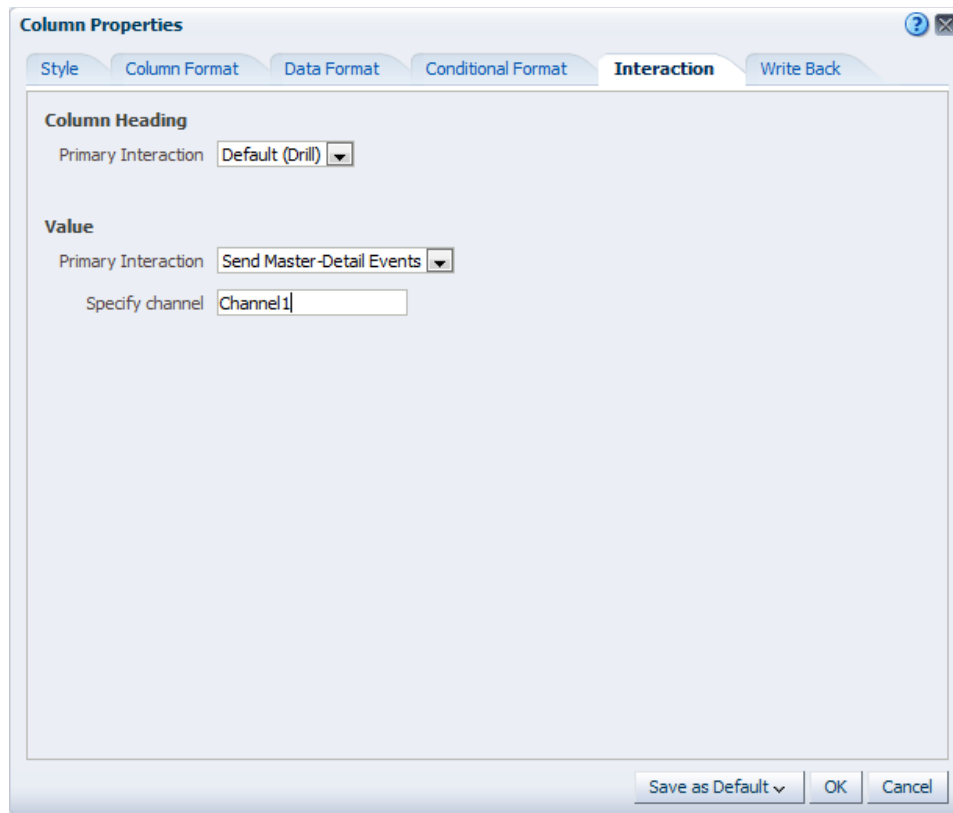 Column Properties
Style Column Format Data Format Conditional Format Interaction Write Back
Column Heading
Primary Interaction Default (Drill)
Value
Primary Interaction Send Master-Detail Events
Specify channel Channel1
Save as Default OK Cancel